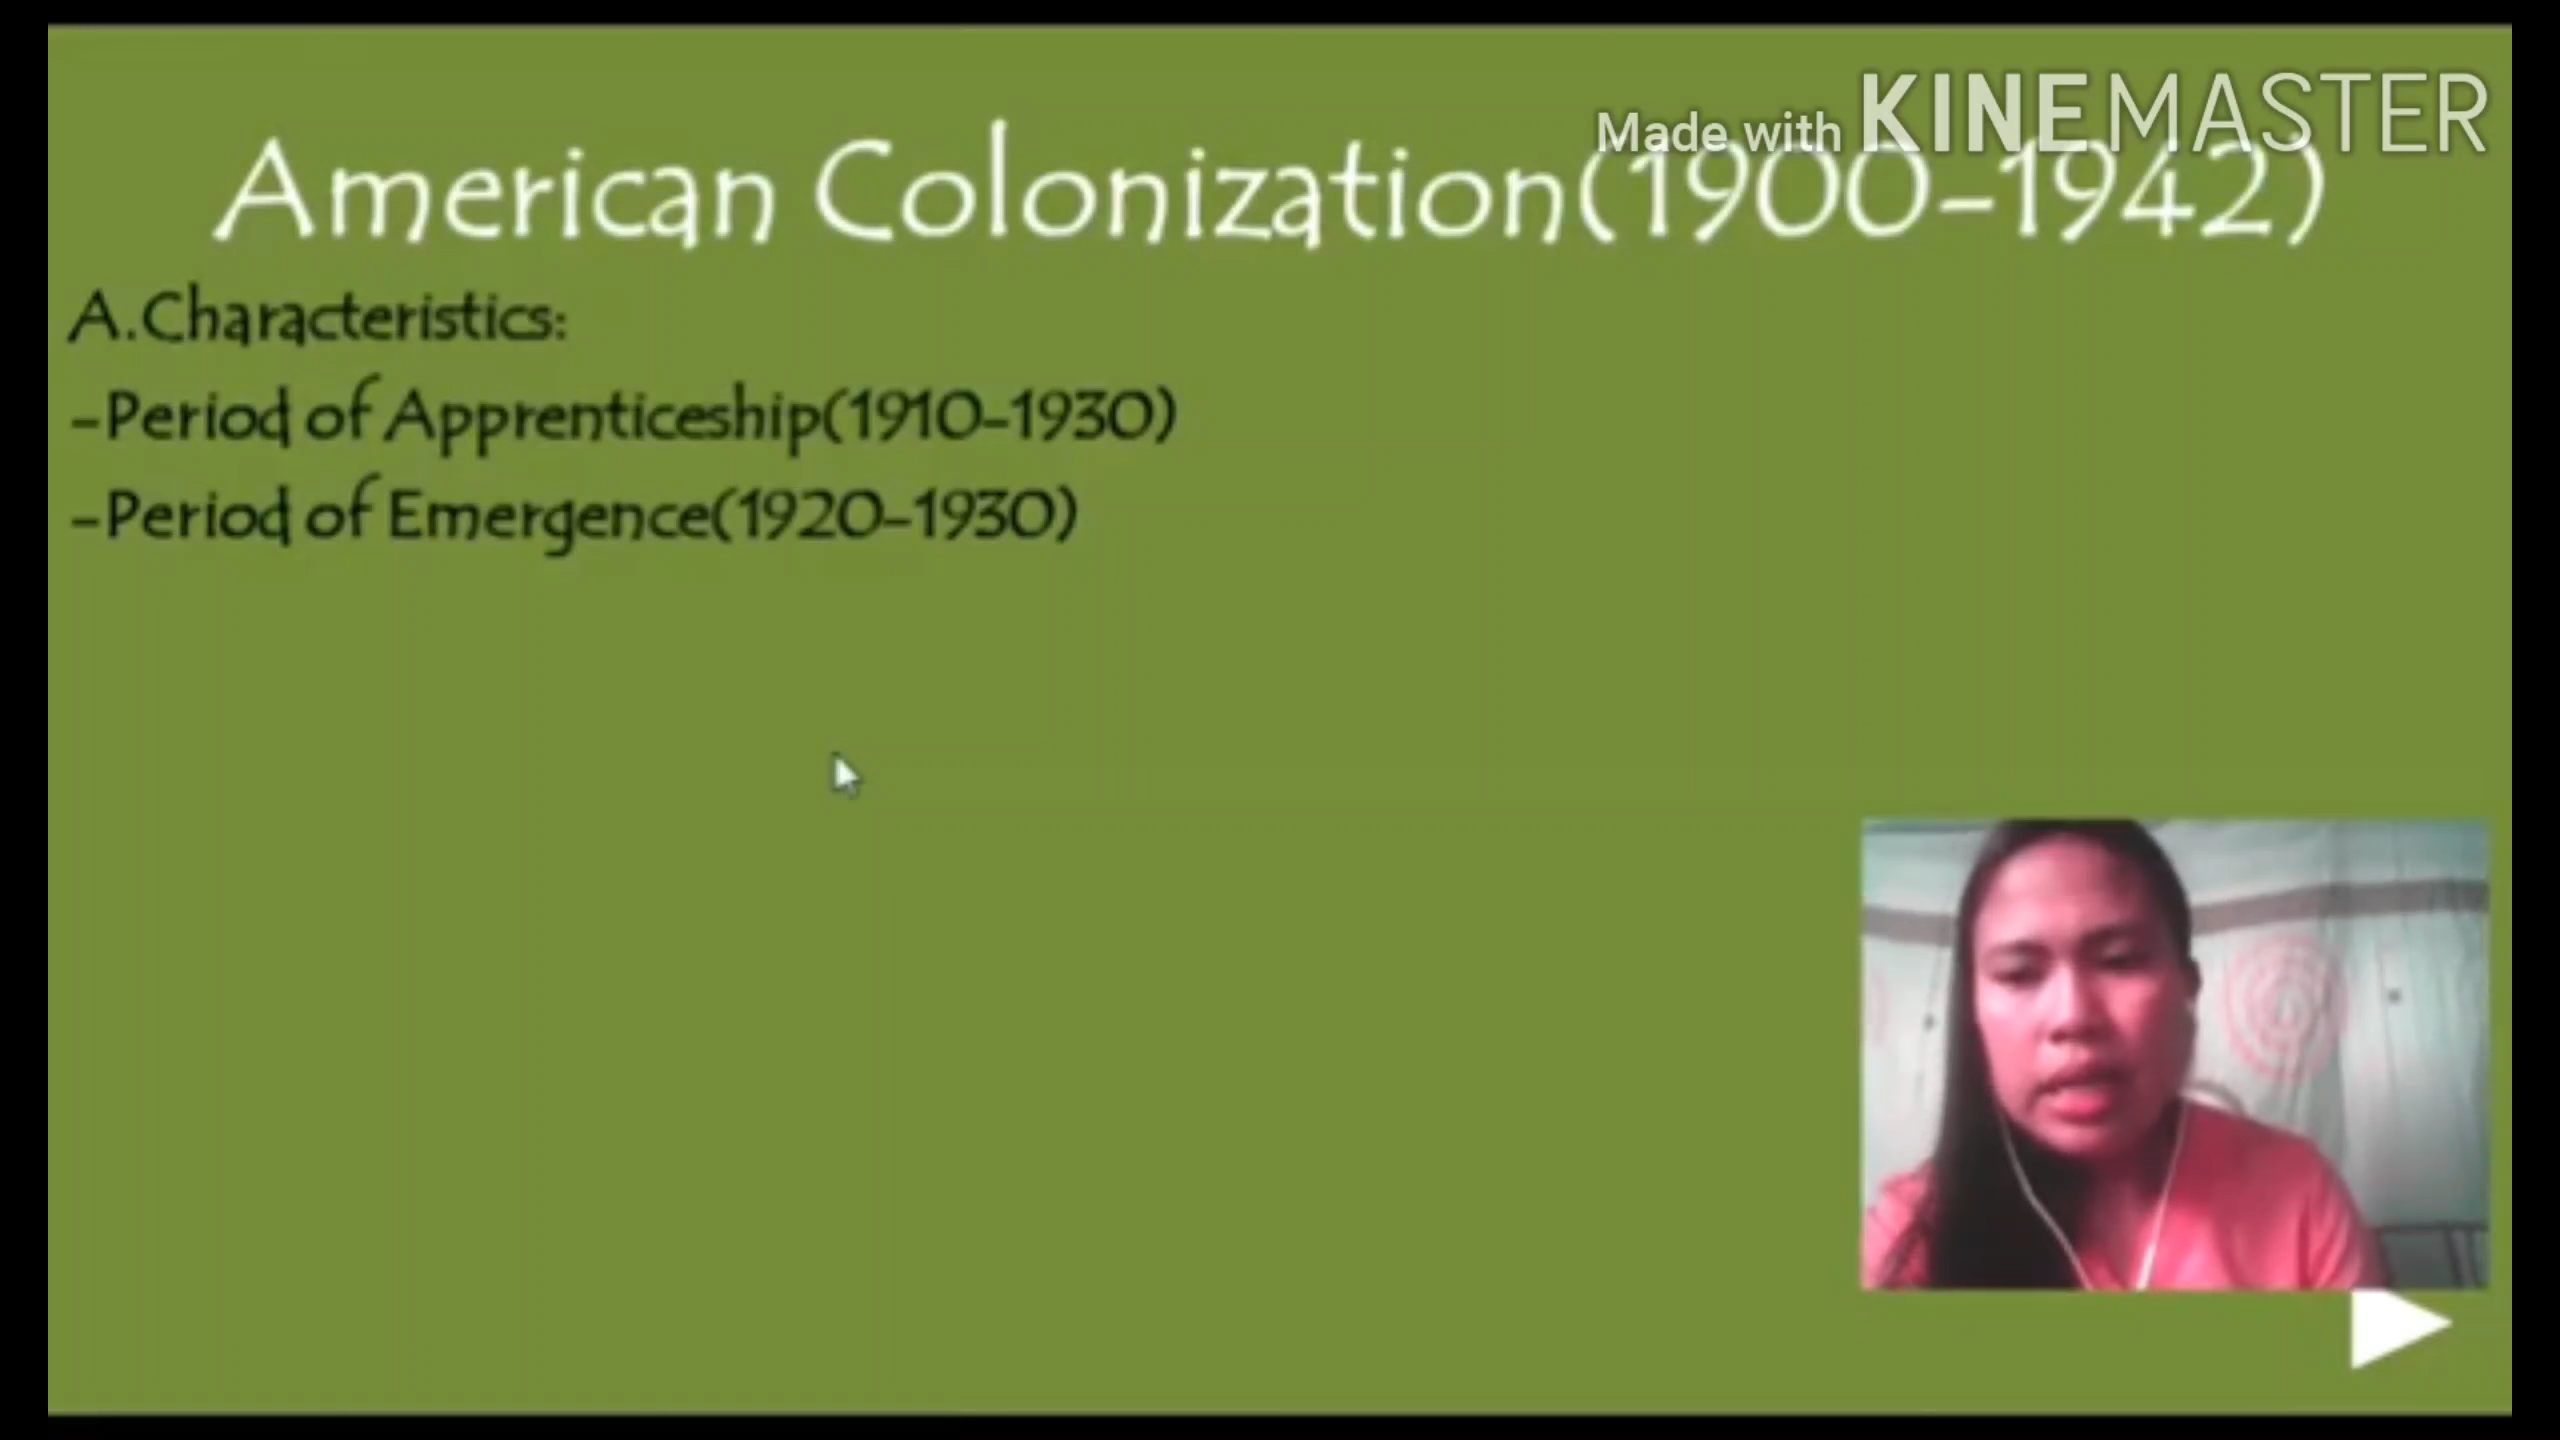 Made with KINEMASTER
American Colonization(1900-1942)
A.Characteristics:
-Period of Apprenticeship(1910-1930)
-Period of Emergence(1920-1930)